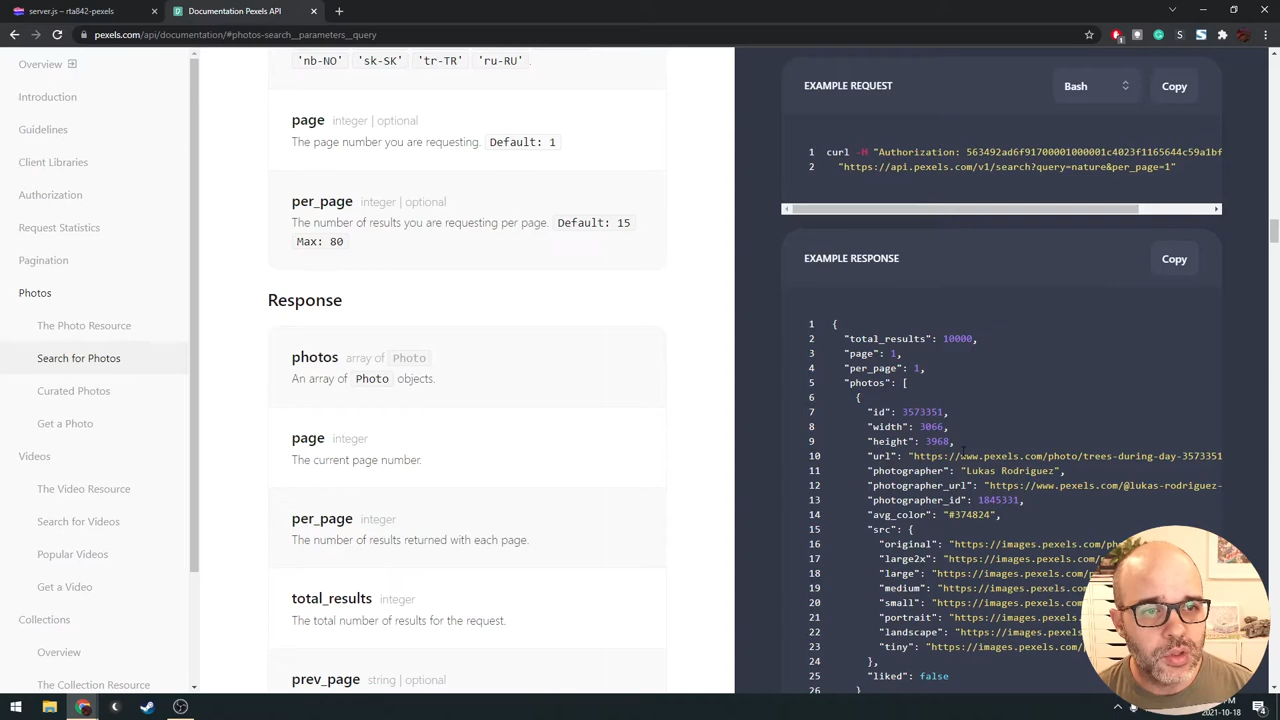 server.js – rta842-pexels
Documentation Pexels API
pexels.com/api/documentation/#photos-search__parameters__query
Overview
Introduction
Guidelines
Client Libraries
Authorization
Request Statistics
Pagination
Photos
The Photo Resource
Search for Photos
Curated Photos
Get a Photo
Videos
The Video Resource
Search for Videos
Popular Videos
Get a Video
Collections
Overview
The Collection Resource
'nb-NO' 'sk-SK' 'tr-TR' 'ru-RU' .
page integer | optional
The page number you are requesting. Default: 1
per_page integer | optional
The number of results you are requesting per page. Default: 15
Max: 80
Response
photos array of Photo
An array of Photo objects.
page integer
The current page number.
per_page integer
The number of results returned with each page.
total_results integer
The total number of results for the request.
prev_page string | optional
EXAMPLE REQUEST
Bash
Copy
1 curl -H "Authorization: 563492ad6f91700001000001c4023f1165644c59a1bf
2 "https://api.pexels.com/v1/search?query=nature&per_page=1"
EXAMPLE RESPONSE
Copy
1 {
2 "total_results": 10000,
3 "page": 1,
4 "per_page": 1,
5 "photos": [
6 {
7 "id": 3573351,
8 "width": 3066,
9 "height": 3968,
10 "url": "https://www.pexels.com/photo/trees-during-day-3573351
11 "photographer": "Lukas Rodriguez",
12 "photographer_url": "https://www.pexels.com/@lukas-rodriguez-
13 "photographer_id": 1845331,
14 "avg_color": "#374824",
15 "src": {
16 "original": "https://images.pexels.com/ph
17 "large2x": "https://images.pexels.com/p
18 "large": "https://images.pexels.com/
19 "medium": "https://images.pexels.com
20 "small": "https://images.pexels.com/
21 "portrait": "https://images.pexels.c
22 "landscape": "https://images.pexels.
23 "tiny": "https://images.pexels.com/p
24 },
25 "liked": false
26 }
2021-10-18